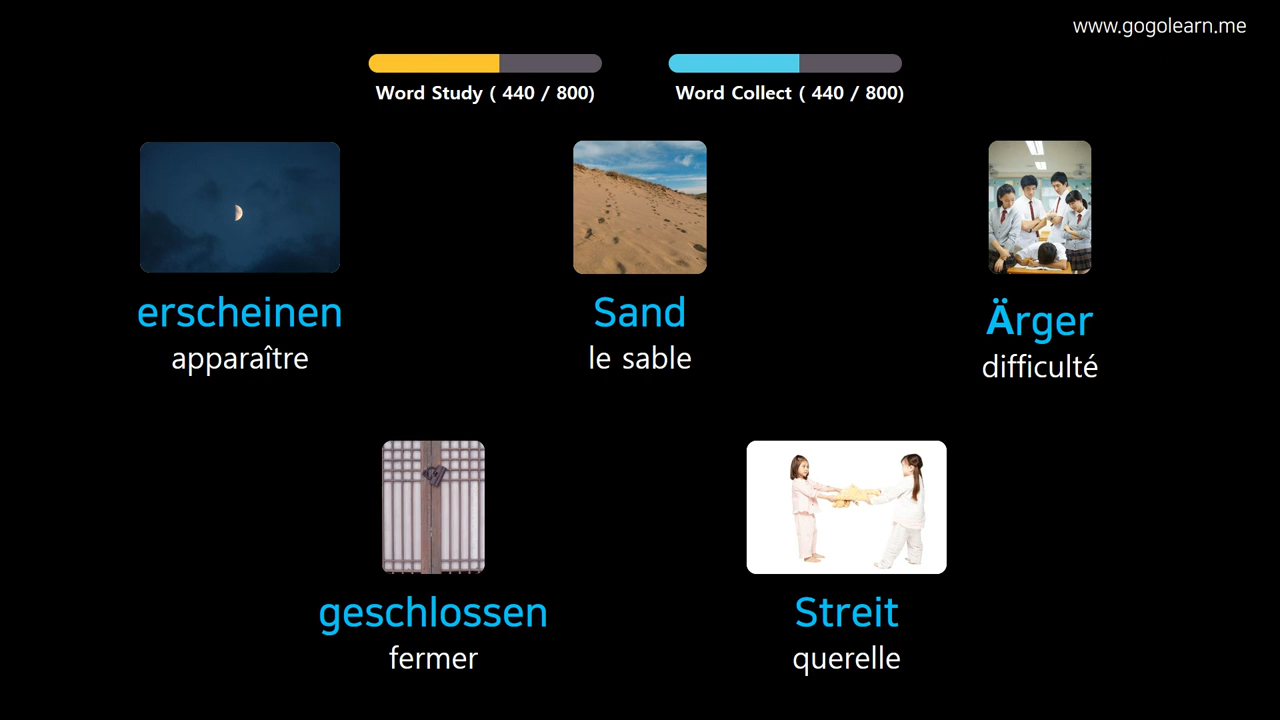 www.gogolearn.me
Word Study ( 440 / 800)
Word Collect ( 440 / 800)
erscheinen
apparaître
Sand
le sable
Ärger
difficulté
geschlossen
fermer
Streit
querelle